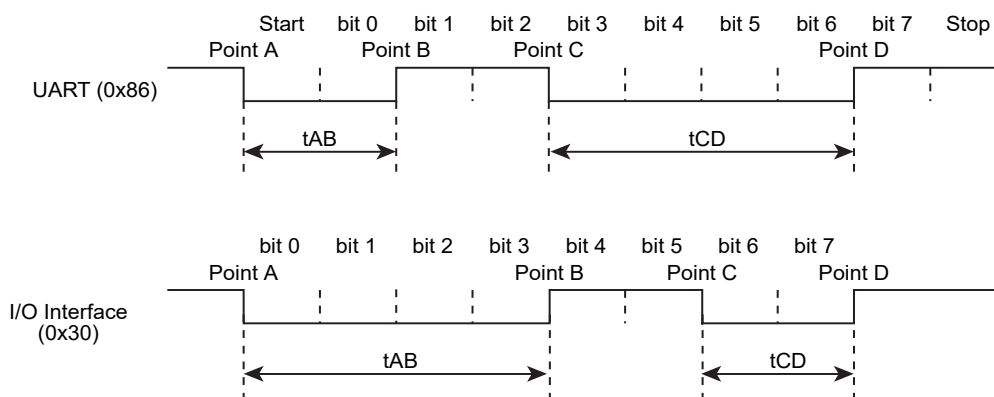 Start bit 0 bit 1 bit 2 bit 3 bit 4 bit 5 bit 6 bit 7 Stop
Point A Point B Point C Point D
UART (0x86)
tAB tCD
bit 0 bit 1 bit 2 bit 3 bit 4 bit 5 bit 6 bit 7
Point A Point B Point C Point D
I/O Interface
(0x30)
tAB tCD